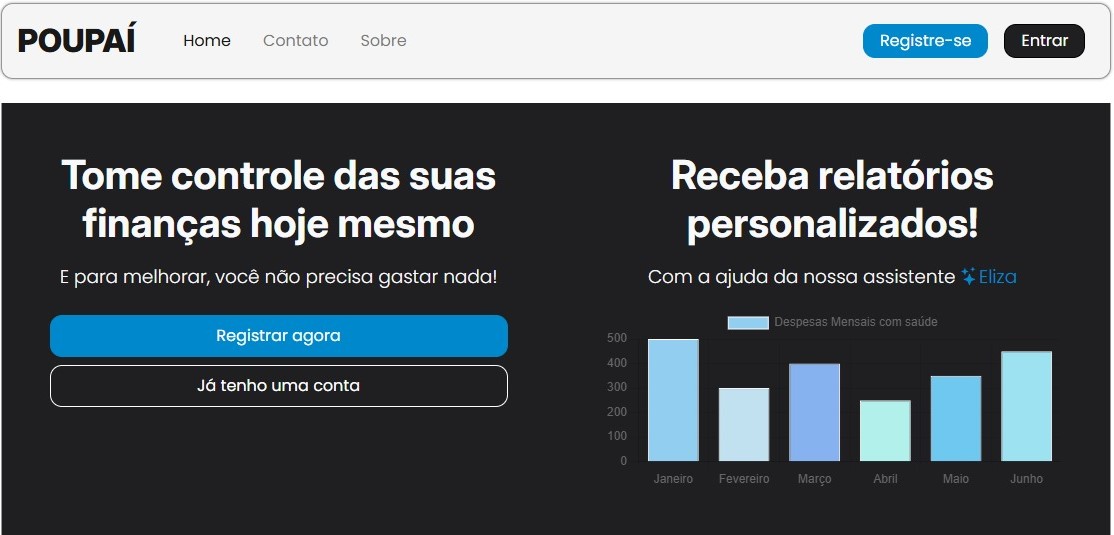 POUPAÍ
Home
Contato
Sobre
Registre-se
Entrar
Tome controle das suas
finanças hoje mesmo
E para melhorar, você não precisa gastar nada!
Registrar agora
Já tenho uma conta
Receba relatórios
personalizados!
Com a ajuda da nossa assistente Eliza
Despesas Mensais com saúde
500
400
300
200
100
0
Janeiro
Fevereiro
Março
Abril
Maio
Junho